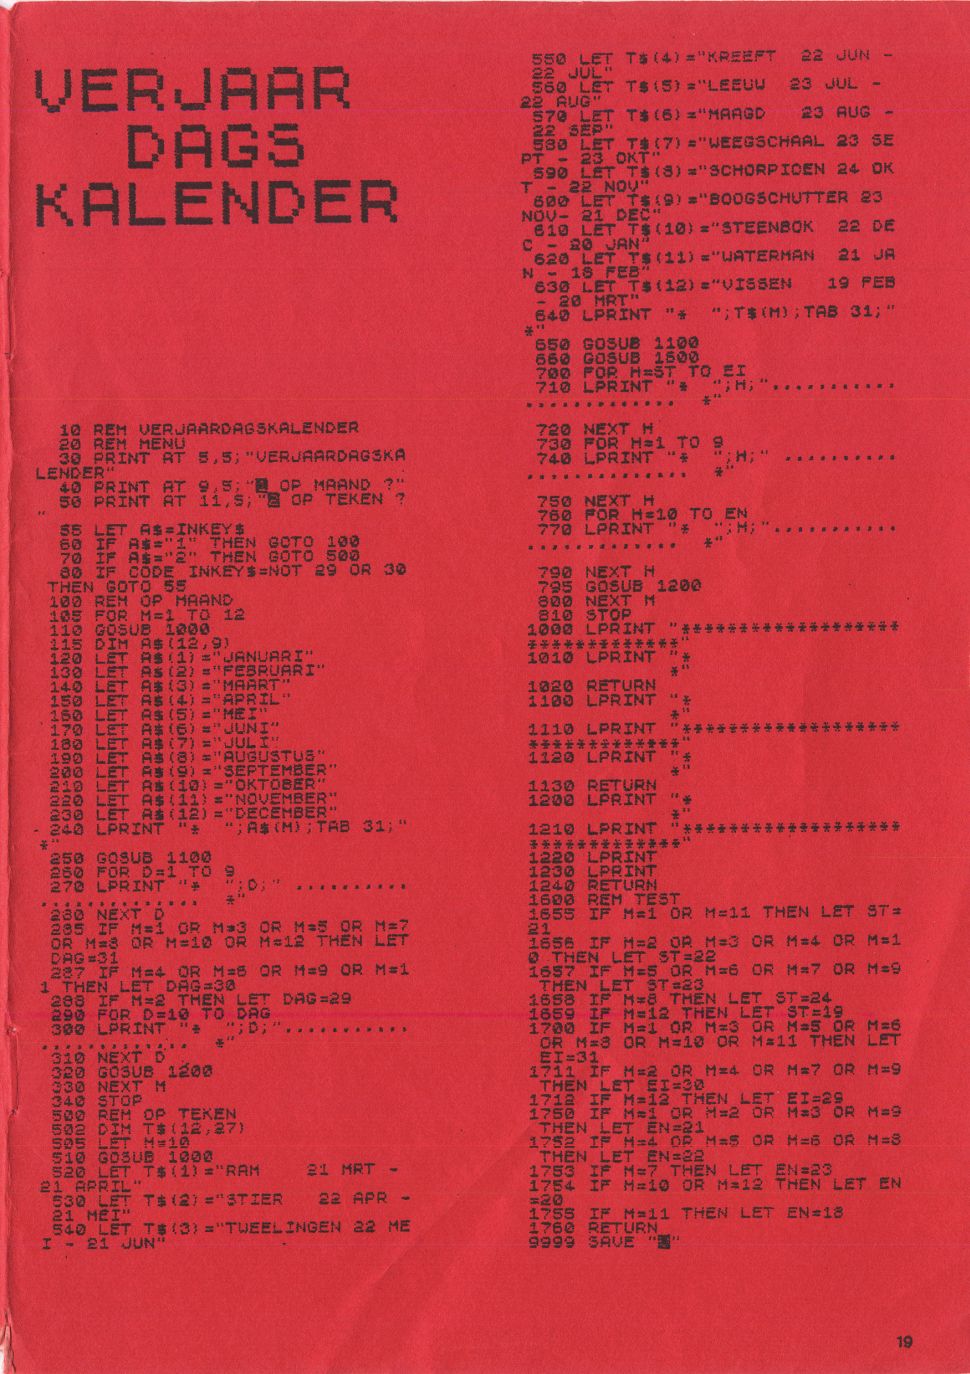 VERJAAR
DAGS
KALENDER
10 REM VERJAARDAGSKALENDER
20 REM MENU
30 PRINT AT 5,5;"VERJAARDAGSKA
LENDER"
40 PRINT AT 9,5;"1 OP MAAND ?"
50 PRINT AT 11,5;"2 OP TEKEN ?
"
55 LET A$=INKEY$
60 IF A$="1" THEN GOTO 100
70 IF A$="2" THEN GOTO 500
80 IF CODE INKEY$=NOT 29 OR 30
THEN GOTO 55
100 REM OP MAAND
105 FOR M=1 TO 12
110 GOSUB 1000
115 DIM A$(12,9)
120 LET A$(1)="JANUARI"
130 LET A$(2)="FEBRUARI"
140 LET A$(3)="MAART"
150 LET A$(4)="APRIL"
160 LET A$(5)="MEI"
170 LET A$(6)="JUNI"
180 LET A$(7)="JULI"
190 LET A$(8)="AUGUSTUS"
200 LET A$(9)="SEPTEMBER"
210 LET A$(10)="OKTOBER"
220 LET A$(11)="NOVEMBER"
230 LET A$(12)="DECEMBER"
240 LPRINT "*  ";A$(M);TAB 31;"
*"
250 GOSUB 1100
260 FOR D=1 TO 9
270 LPRINT "*  ";D;" ..........
..............  *"
280 NEXT D
285 IF M=1 OR M=3 OR M=5 OR M=7
OR M=8 OR M=10 OR M=12 THEN LET
DAG=31
287 IF M=4 OR M=6 OR M=9 OR M=1
1 THEN LET DAG=30
288 IF M=2 THEN LET DAG=29
290 FOR D=10 TO DAG
300 LPRINT "*  ";D;"...........
.............  *"
310 NEXT D
320 GOSUB 1200
330 NEXT M
340 STOP
500 REM OP TEKEN
502 DIM T$(12,27)
505 LET M=10
510 GOSUB 1000
520 LET T$(1)="RAM    21 MRT -
21 APRIL"
530 LET T$(2)="STIER   22 APR -
21 MEI"
540 LET T$(3)="TWEELINGEN 22 ME
I - 21 JUN"
550 LET T$(4)="KREEFT  22 JUN -
22 JUL"
560 LET T$(5)="LEEUW  23 JUL -
22 AUG"
570 LET T$(6)="MAAGD   23 AUG -
22 SEP"
580 LET T$(7)="WEEGSCHAAL 23 SE
PT - 23 OKT"
590 LET T$(8)="SCHORPIOEN 24 OK
T - 22 NOV"
600 LET T$(9)="BOOGSCHUTTER 23
NOV- 21 DEC"
610 LET T$(10)="STEENBOK  22 DE
C - 20 JAN"
620 LET T$(11)="WATERMAN  21 JA
N - 18 FEB"
630 LET T$(12)="VISSEN   19 FEB
- 20 MRT"
640 LPRINT "*  ";T$(M);TAB 31;"
*"
650 GOSUB 1100
660 GOSUB 1600
700 FOR H=ST TO EI
710 LPRINT "*  ";H;"...........
.............  *"
720 NEXT H
730 FOR H=1 TO 9
740 LPRINT "*  ";H;" ..........
..............  *"
750 NEXT H
760 FOR H=10 TO EN
770 LPRINT "*  ";H;"...........
.............  *"
790 NEXT H
795 GOSUB 1200
800 NEXT M
810 STOP
1000 LPRINT "******************
*************"
1010 LPRINT "*
*"
1020 RETURN
1100 LPRINT "*
*"
1110 LPRINT "******************
*************"
1120 LPRINT "*
*"
1130 RETURN
1200 LPRINT "*
*"
1210 LPRINT "******************
*************"
1220 LPRINT
1230 LPRINT
1240 RETURN
1600 REM TEST
1655 IF M=1 OR M=11 THEN LET ST=
21
1656 IF M=2 OR M=3 OR M=4 OR M=1
0 THEN LET ST=22
1657 IF M=5 OR M=6 OR M=7 OR M=9
THEN LET ST=23
1658 IF M=8 THEN LET ST=24
1659 IF M=12 THEN LET ST=19
1700 IF M=1 OR M=3 OR M=5 OR M=6
OR M=8 OR M=10 OR M=11 THEN LET
EI=31
1711 IF M=2 OR M=4 OR M=7 OR M=9
THEN LET EI=30
1712 IF M=12 THEN LET EI=29
1750 IF M=1 OR M=2 OR M=3 OR M=9
THEN LET EN=21
1752 IF M=4 OR M=5 OR M=6 OR M=8
THEN LET EN=22
1753 IF M=7 THEN LET EN=23
1754 IF M=10 OR M=12 THEN LET EN
=20
1755 IF M=11 THEN LET EN=18
1760 RETURN
9999 SAVE ""
19